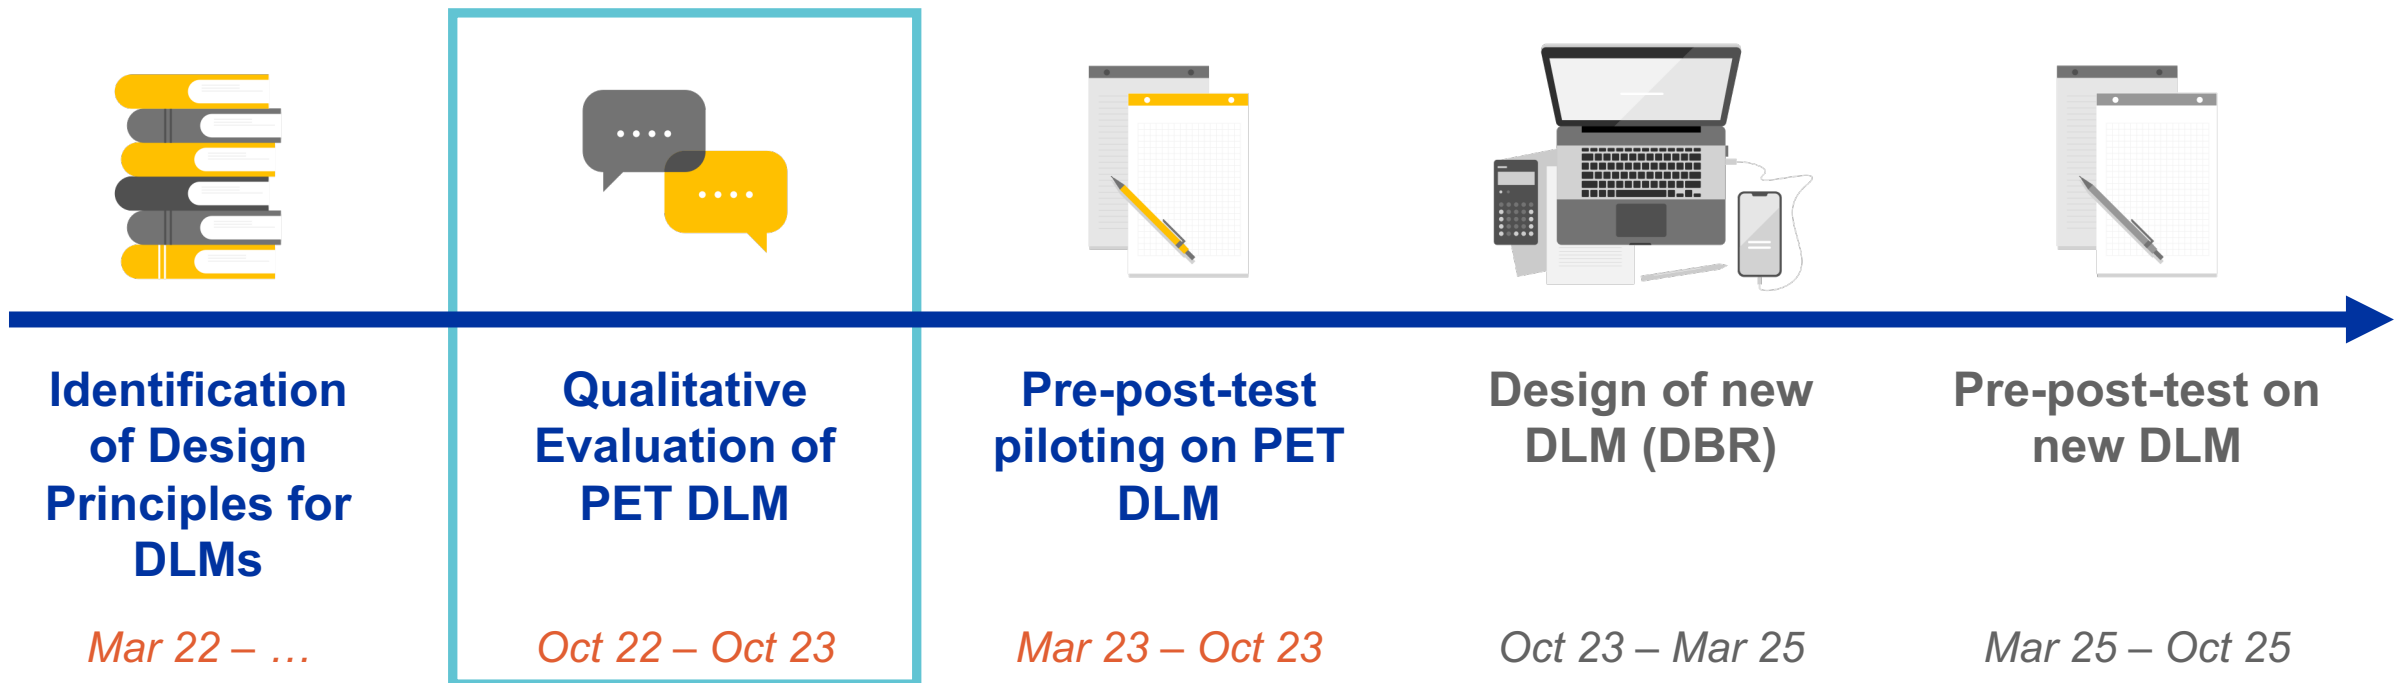 Identification
of Design
Principles for
DLMs
Mar 22 – …
Qualitative
Evaluation of
PET DLM
Oct 22 – Oct 23
Pre-post-test
piloting on PET
DLM
Mar 23 – Oct 23
Design of new
DLM (DBR)
Oct 23 – Mar 25
Pre-post-test on
new DLM
Mar 25 – Oct 25